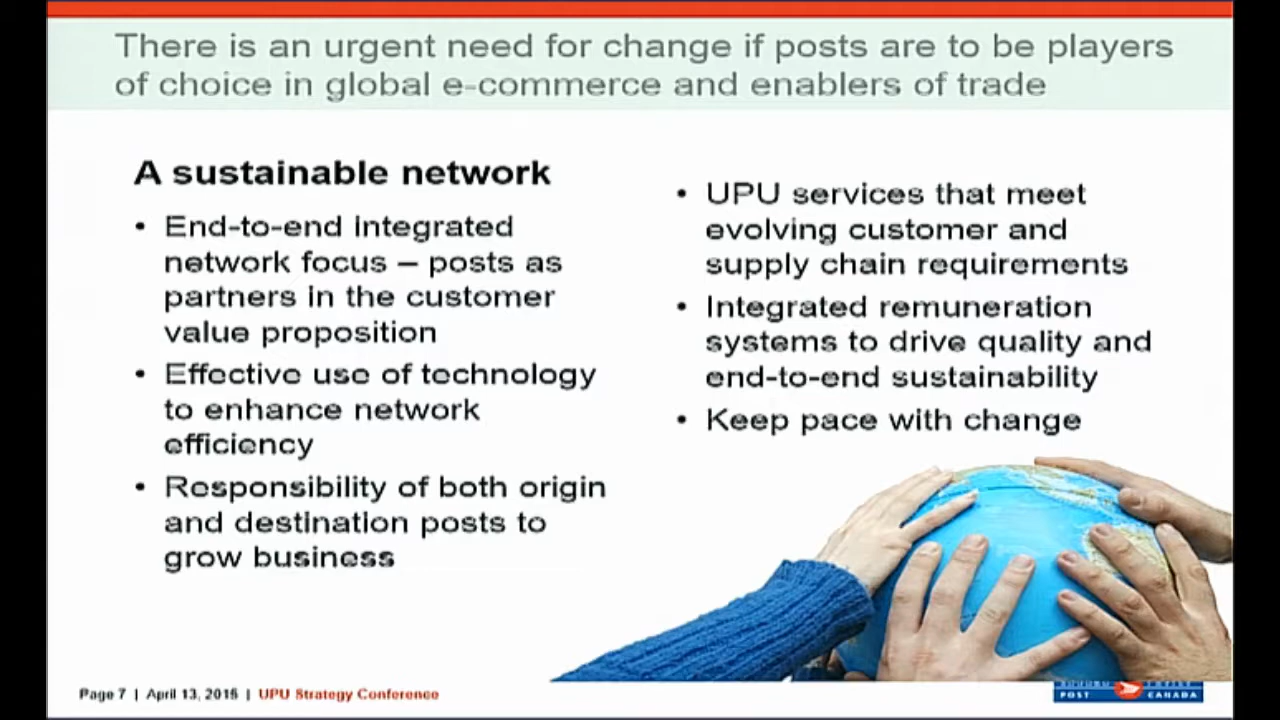 There is an urgent need for change if posts are to be players
of choice in global e-commerce and enablers of trade
A sustainable network
• End-to-end integrated
network focus – posts as
partners in the customer
value proposition
• Effective use of technology
to enhance network
efficiency
• Responsibility of both origin
and destination posts to
grow business
• UPU services that meet
evolving customer and
supply chain requirements
• Integrated remuneration
systems to drive quality and
end-to-end sustainability
• Keep pace with change
Page 7 | April 13, 2015 | UPU Strategy Conference
POST CANADA